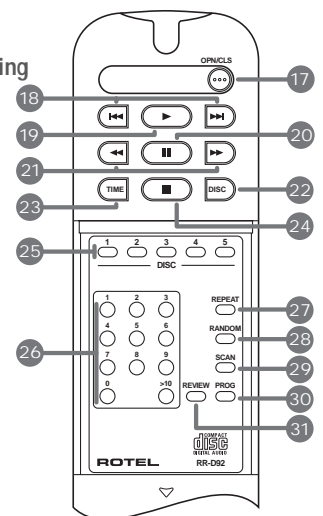 ing
OPN/CLS
17
18
19
20
21
22
TIME
DISC
23
24
25
1 2 3 4 5
DISC
26
1 2 3
4 5 6
7 8 9
0 >10
REPEAT
27
RANDOM
28
SCAN
29
REVIEW PROG
30
31
COMPACT
disc
DIGITAL AUDIO
ROTEL
RR-D92